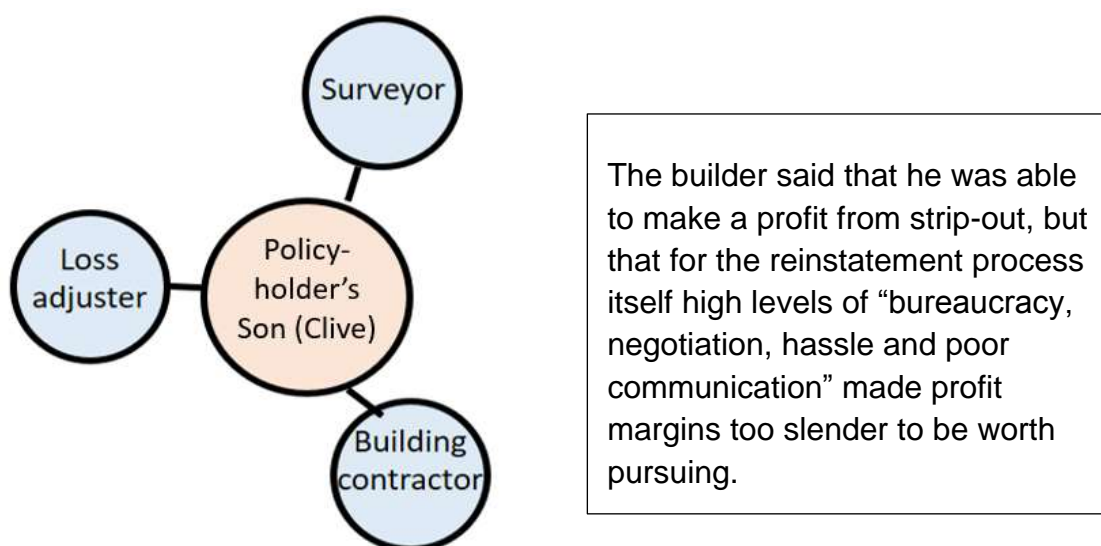 Surveyor
Loss
adjuster
Policy-
holder's
Son (Clive)
Building
contractor
The builder said that he was able
to make a profit from strip-out, but
that for the reinstatement process
itself high levels of “bureaucracy,
negotiation, hassle and poor
communication” made profit
margins too slender to be worth
pursuing.